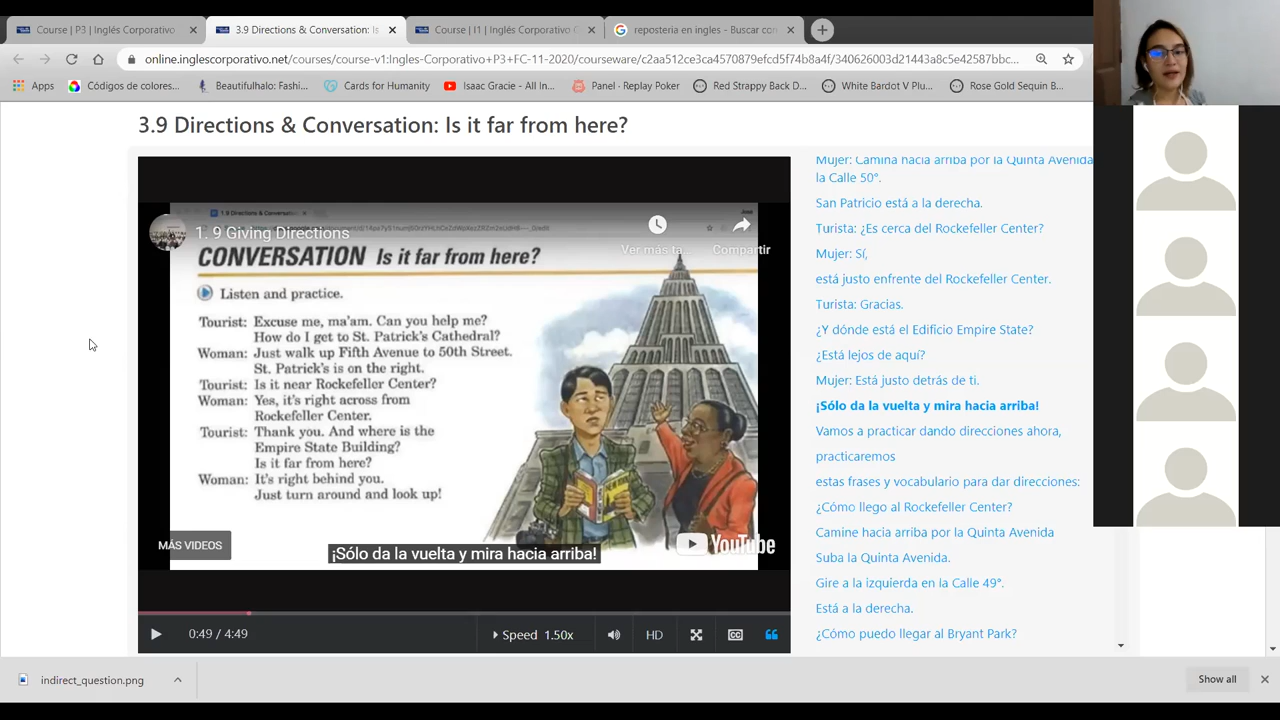 Course | P3 | Inglés Corporativo
3.9 Directions & Conversation: Is
Course | I1 | Inglés Corporativo
reposteria en ingles - Buscar con
online.inglescorporativo.net/courses/course-v1:Ingles-Corporativo+P3+FC-11-2020/courseware/c2aa512ce3ca4570879efcd5f74b8a4f/340626003d21443a8c5e42587bbc...
Apps
Códigos de colores...
Beautifulhalo: Fashi...
Cards for Humanity
Isaac Gracie - All In...
Panel · Replay Poker
Red Strappy Back D...
White Bardot V Plu...
Rose Gold Sequin B...
3.9 Directions & Conversation: Is it far from here?
1. 9 Giving Directions
Ver más ta...
Compartir
CONVERSATION Is it far from here?
Listen and practice.
Tourist: Excuse me, ma'am. Can you help me?
How do I get to St. Patrick's Cathedral?
Woman: Just walk up Fifth Avenue to 50th Street.
St. Patrick's is on the right.
Tourist: Is it near Rockefeller Center?
Woman: Yes, it's right across from
Rockefeller Center.
Tourist: Thank you. And where is the
Empire State Building?
Is it far from here?
Woman: It's right behind you.
Just turn around and look up!
MÁS VIDEOS
YouTube
¡Sólo da la vuelta y mira hacia arriba!
0:49 / 4:49
Speed 1.50x
HD
CC
Mujer: Camina hacia arriba por la Quinta Avenida
la Calle 50°.
San Patricio está a la derecha.
Turista: ¿Es cerca del Rockefeller Center?
Mujer: Sí,
está justo enfrente del Rockefeller Center.
Turista: Gracias.
¿Y dónde está el Edificio Empire State?
¿Está lejos de aquí?
Mujer: Está justo detrás de ti.
¡Sólo da la vuelta y mira hacia arriba!
Vamos a practicar dando direcciones ahora,
practicaremos
estas frases y vocabulario para dar direcciones:
¿Cómo llego al Rockefeller Center?
Camine hacia arriba por la Quinta Avenida
Suba la Quinta Avenida.
Gire a la izquierda en la Calle 49°.
Está a la derecha.
¿Cómo puedo llegar al Bryant Park?
indirect_question.png
Show all